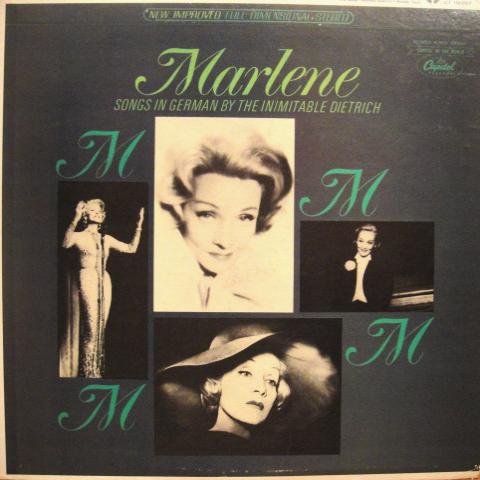 NEW IMPROVED FULL DIMENSIONAL STEREO
Capitol
Marlene
SONGS IN GERMAN BY THE INIMITABLE DIETRICH
M
M
M
M